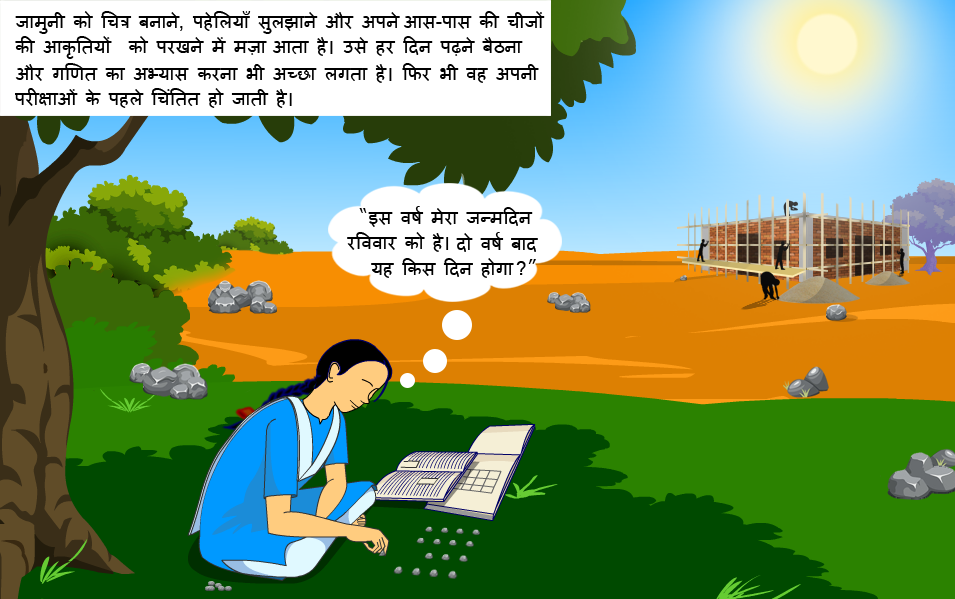 जामुनी को चित्र बनाने, पहेलियाँ सुलझाने और अपने आस-पास की चीजों
की आकृतियों को परखने में मज़ा आता है। उसे हर दिन पढ़ने बैठना
और गणित का अभ्यास करना भी अच्छा लगता है। फिर भी वह अपनी
परीक्षाओं के पहले चिंतित हो जाती है।
“इस वर्ष मेरा जन्मदिन
रविवार को है। दो वर्ष बाद
यह किस दिन होगा?”